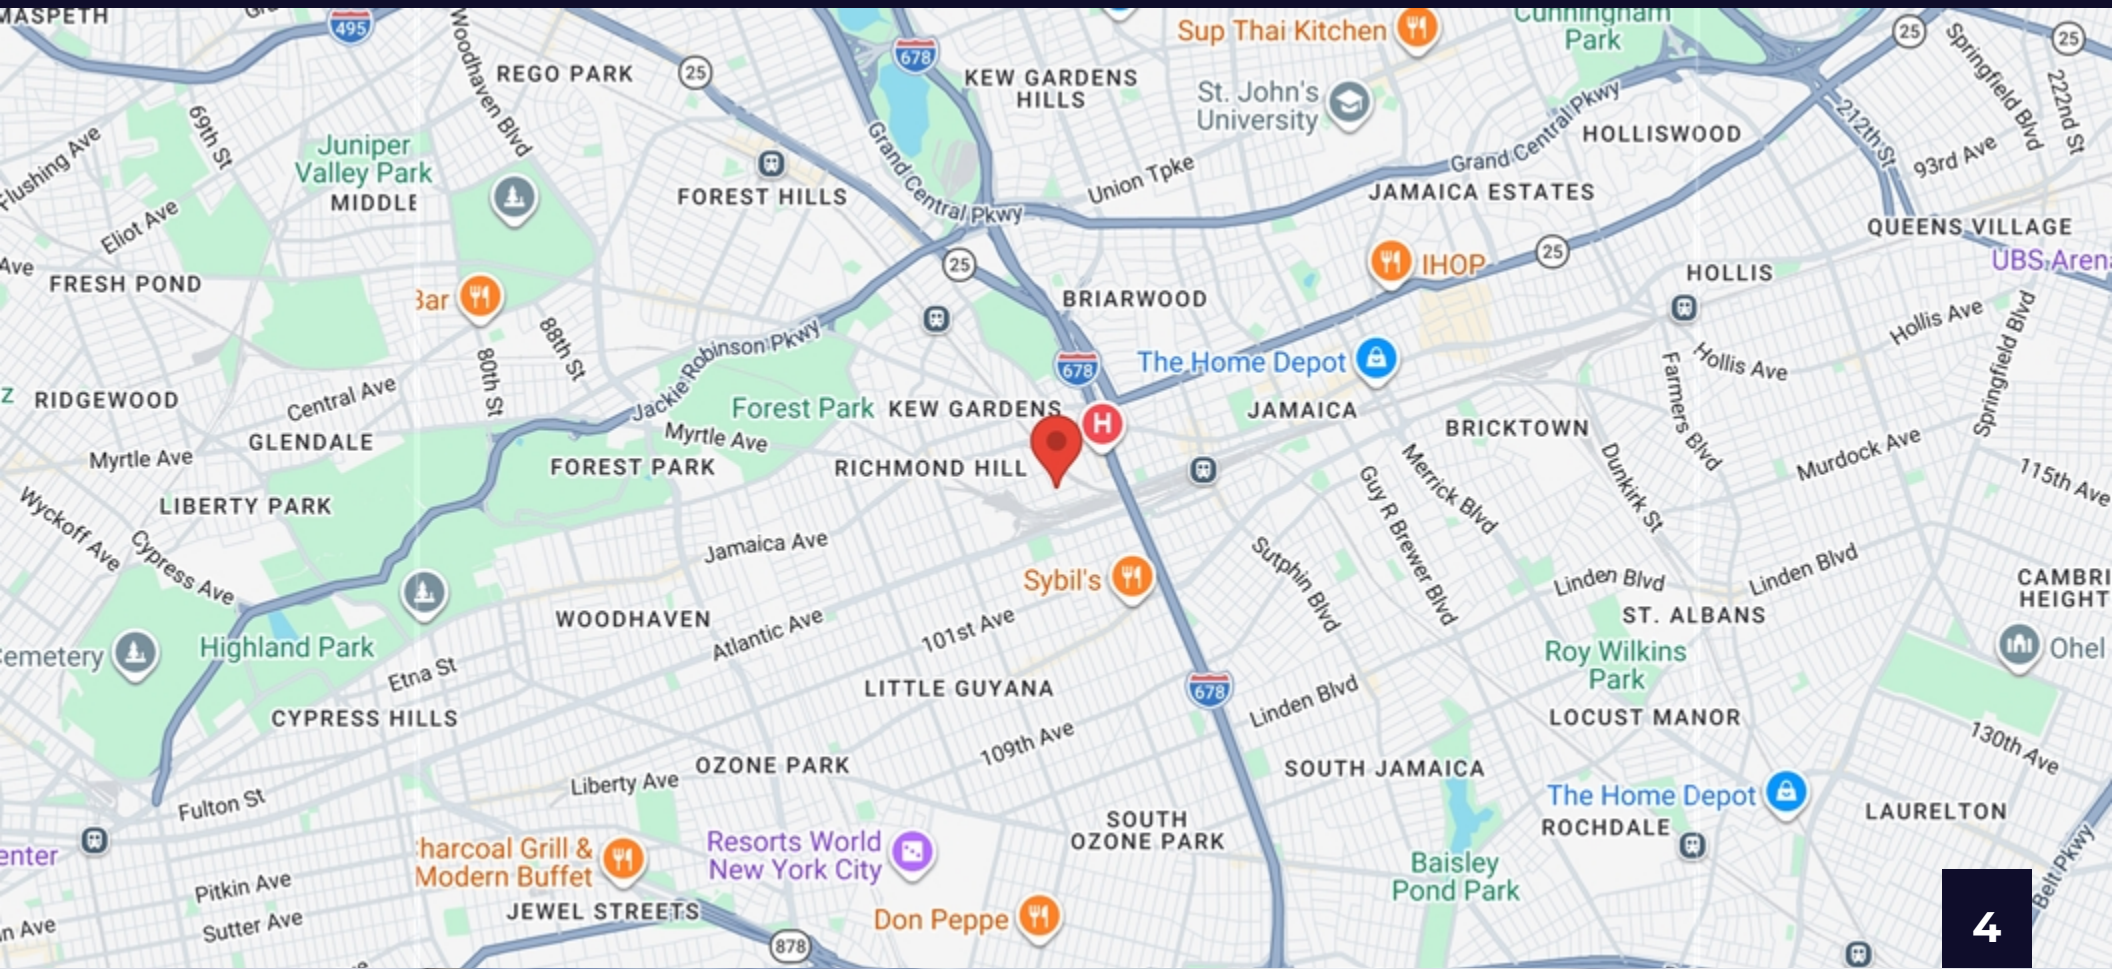 MASPETH
495
Woodhaven Blvd
REGO PARK
25
678
KEW GARDENS
HILLS
Sup Thai Kitchen
Cunningham
Park
25
Springfield Blvd
25
222nd St
St. John's
University
Grand Central Pkwy
HOLLISWOOD
212th St
93rd Ave
69th St
Flushing Ave
Juniper
Valley Park
MIDDLE
Eliot Ave
FOREST HILLS
Grand Central Pkwy
Union Tpke
JAMAICA ESTATES
QUEENS VILLAGE
UBS Aren
Ave
FRESH POND
Bar
25
BRIARWOOD
IHOP
25
HOLLIS
Hollis Ave
Springfield Blvd
88th St
80th St
Jackie Robinson Pkwy
678
The Home Depot
Hollis Ave
Farmers Blvd
z
RIDGEWOOD
Central Ave
GLENDALE
Forest Park
KEW GARDENS
H
JAMAICA
BRICKTOWN
Murdock Ave
Myrtle Ave
Myrtle Ave
FOREST PARK
RICHMOND HILL
Merrick Blvd
Guy R Brewer Blvd
Dunkirk St
115th Ave
LIBERTY PARK
Wyckoff Ave
Cypress Ave
Jamaica Ave
Sybil's
Sutphin Blvd
Linden Blvd
Linden Blvd
CAMBRI
HEIGHT
ST. ALBANS
WOODHAVEN
Atlantic Ave
101st Ave
Roy Wilkins
Park
Ohel
emetery
Highland Park
Etna St
LITTLE GUYANA
678
Linden Blvd
LOCUST MANOR
CYPRESS HILLS
109th Ave
130th Ave
OZONE PARK
Liberty Ave
SOUTH JAMAICA
Fulton St
The Home Depot
ROCHDALE
LAURELTON
SOUTH
OZONE PARK
enter
harcoal Grill &
Modern Buffet
Resorts World
New York City
Baisley
Pond Park
Belt Pkwy
Pitkin Ave
JEWEL STREETS
Don Peppe
n Ave
Sutter Ave
878
4